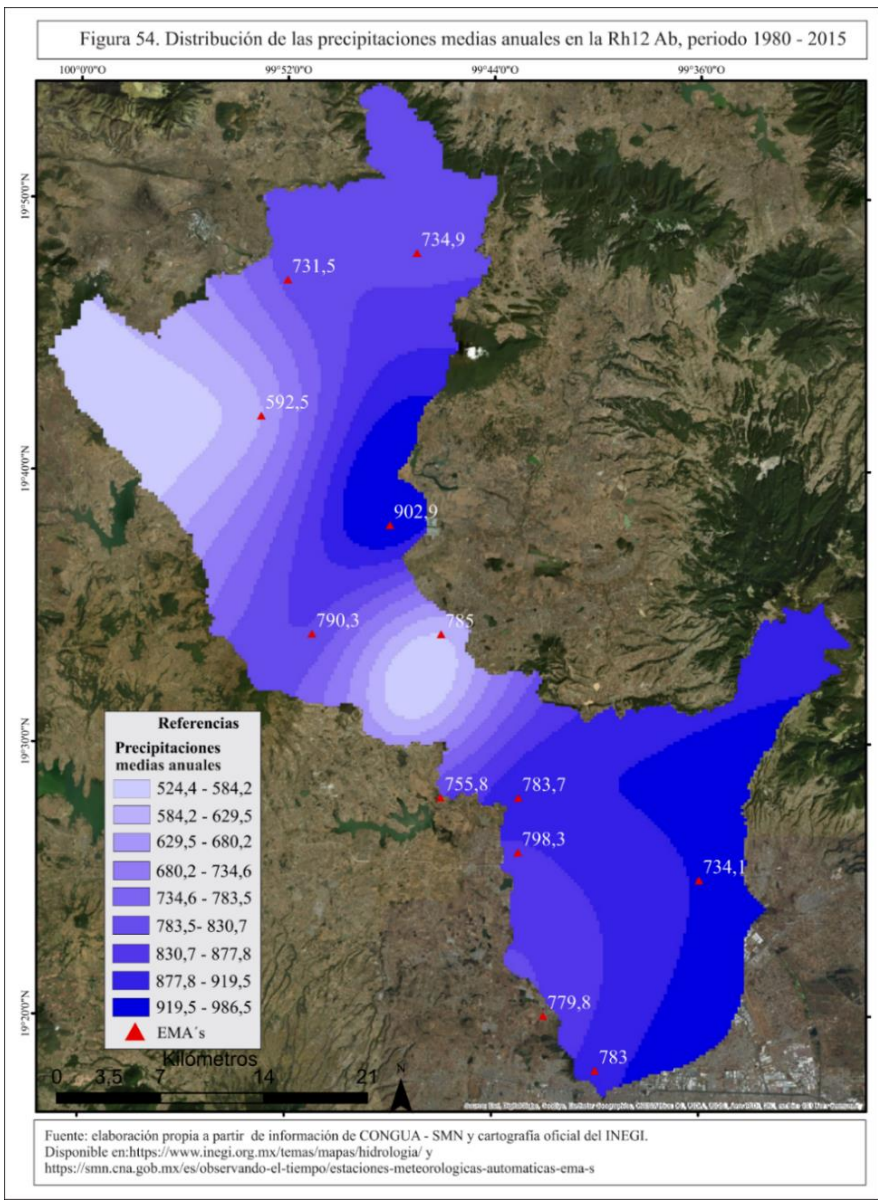 Figura 54. Distribución de las precipitaciones medias anuales en la Rh12 Ab, periodo 1980 - 2015
100°0'0"O 99°52'0"O 99°44'0"O 99°36'0"O
19°50'0"N
734,9
731,5
592,5
19°40'0"N
902,9
790,3
785
19°30'0"N
755,8
783,7
798,3
734,1
19°20'0"N
779,8
783
Referencias
Precipitaciones
medias anuales
524,4 - 584,2
584,2 - 629,5
629,5 - 680,2
680,2 - 734,6
734,6 - 783,5
783,5- 830,7
830,7 - 877,8
877,8 - 919,5
919,5 - 986,5
EMA´s
Kilómetros
0 3,5 7 14 21
N
Fuente: elaboración propia a partir de información de CONGUA - SMN y cartografía oficial del INEGI.
Disponible en:https://www.inegi.org.mx/temas/mapas/hidrologia/ y
https://smn.cna.gob.mx/es/observando-el-tiempo/estaciones-meteorologicas-automaticas-ema-s